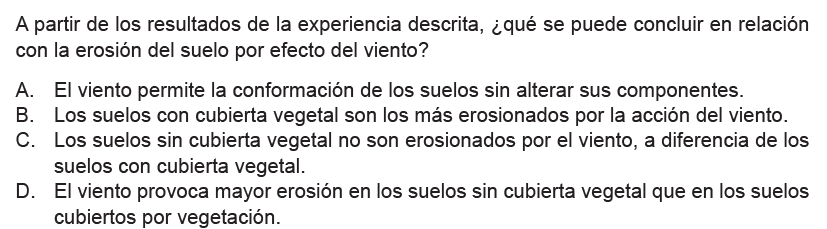 A partir de los resultados de la experiencia descrita, ¿qué se puede concluir en relación
con la erosión del suelo por efecto del viento?
A. El viento permite la conformación de los suelos sin alterar sus componentes.
B. Los suelos con cubierta vegetal son los más erosionados por la acción del viento.
C. Los suelos sin cubierta vegetal no son erosionados por el viento, a diferencia de los
suelos con cubierta vegetal.
D. El viento provoca mayor erosión en los suelos sin cubierta vegetal que en los suelos
cubiertos por vegetación.